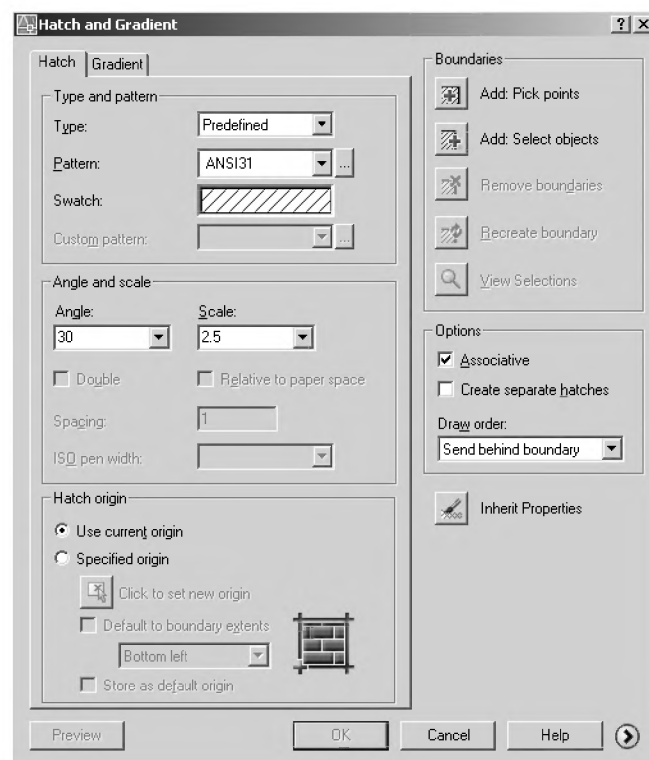 Hatch and Gradient
Hatch
Gradient
Type and pattern
Type:
Predefined
Pattern:
ANSI31
...
Swatch:
Custom pattern:
...
Angle and scale
Angle:
Scale:
30
2.5
Double
Relative to paper space
Spacing:
1
ISO pen width:
Hatch origin
Use current origin
Specified origin
Click to set new origin
Default to boundary extents
Bottom left
Store as default origin
Boundaries
Add: Pick points
Add: Select objects
Remove boundaries
Recreate boundary
View Selections
Options
Associative
Create separate hatches
Draw order:
Send behind boundary
Inherit Properties
Preview
OK
Cancel
Help